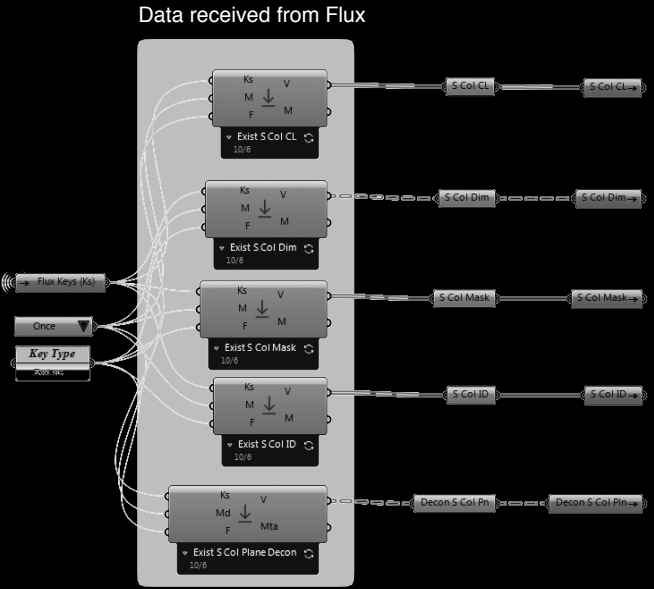 Data received from Flux
Ks V
M M
F
Exist S Col CL
10/6
S Col CL
S Col CL
Ks V
M M
F
Exist S Col Dim
10/6
S Col Dim
S Col Dim
Flux Keys (Ks)
Once
Key Type
Ks V
M M
F
Exist S Col Mask
10/6
S Col Mask
S Col Mask
Ks V
M M
F
Exist S Col ID
10/6
S Col ID
S Col ID
Ks V
Md Mta
F
Exist S Col Plane Decon
10/6
Decon S Col Pn
Decon S Col Pln